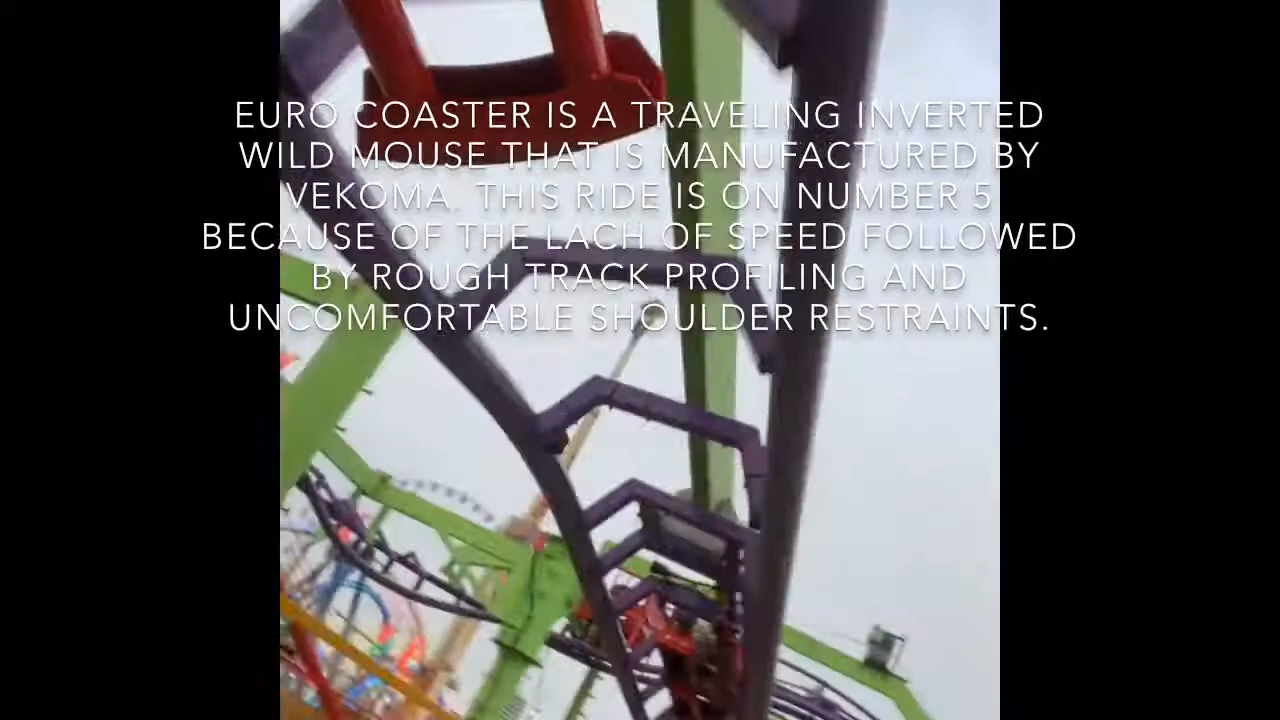 EURO COASTER IS A TRAVELING INVERTED
WILD MOUSE THAT IS MANUFACTURED BY
VEKOMA. THIS RIDE IS ON NUMBER 5
BECAUSE OF THE LACH OF SPEED FOLLOWED
BY ROUGH TRACK PROFILING AND
UNCOMFORTABLE SHOULDER RESTRAINTS.